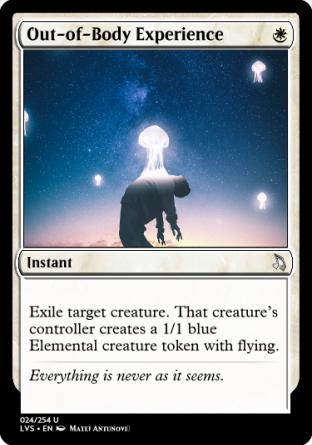 Out-of-Body Experience
Instant
Exile target creature. That creature's
controller creates a 1/1 blue
Elemental creature token with flying.
Everything is never as it seems.
024/254 U
LVS • EN Matej Antunović